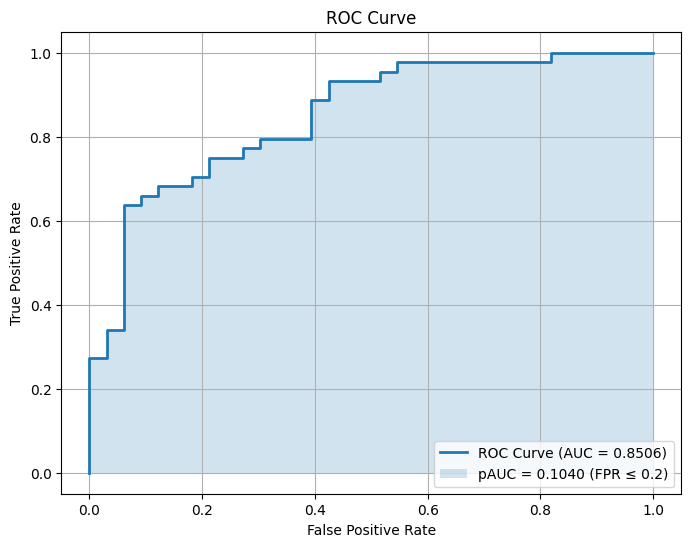 ROC Curve
True Positive Rate
1.0
0.8
0.6
0.4
0.2
0.0
ROC Curve (AUC = 0.8506)
pAUC = 0.1040 (FPR ≤ 0.2)
0.0 0.2 0.4 0.6 0.8 1.0
False Positive Rate